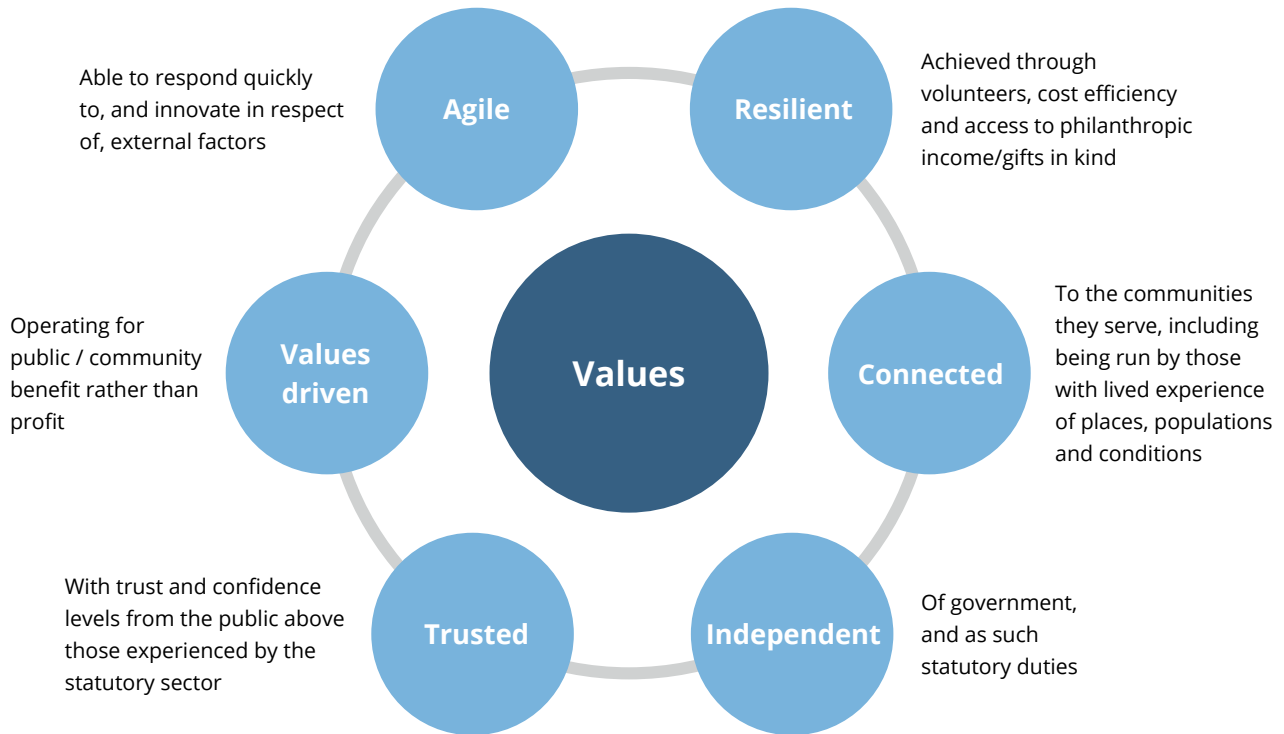 Agile
Able to respond quickly
to, and innovate in respect
of, external factors
Resilient
Achieved through
volunteers, cost efficiency
and access to philanthropic
income/gifts in kind
Values
driven
Operating for
public / community
benefit rather than
profit
Values
Connected
To the communities
they serve, including
being run by those
with lived experience
of places, populations
and conditions
Trusted
With trust and confidence
levels from the public above
those experienced by the
statutory sector
Independent
Of government,
and as such
statutory duties